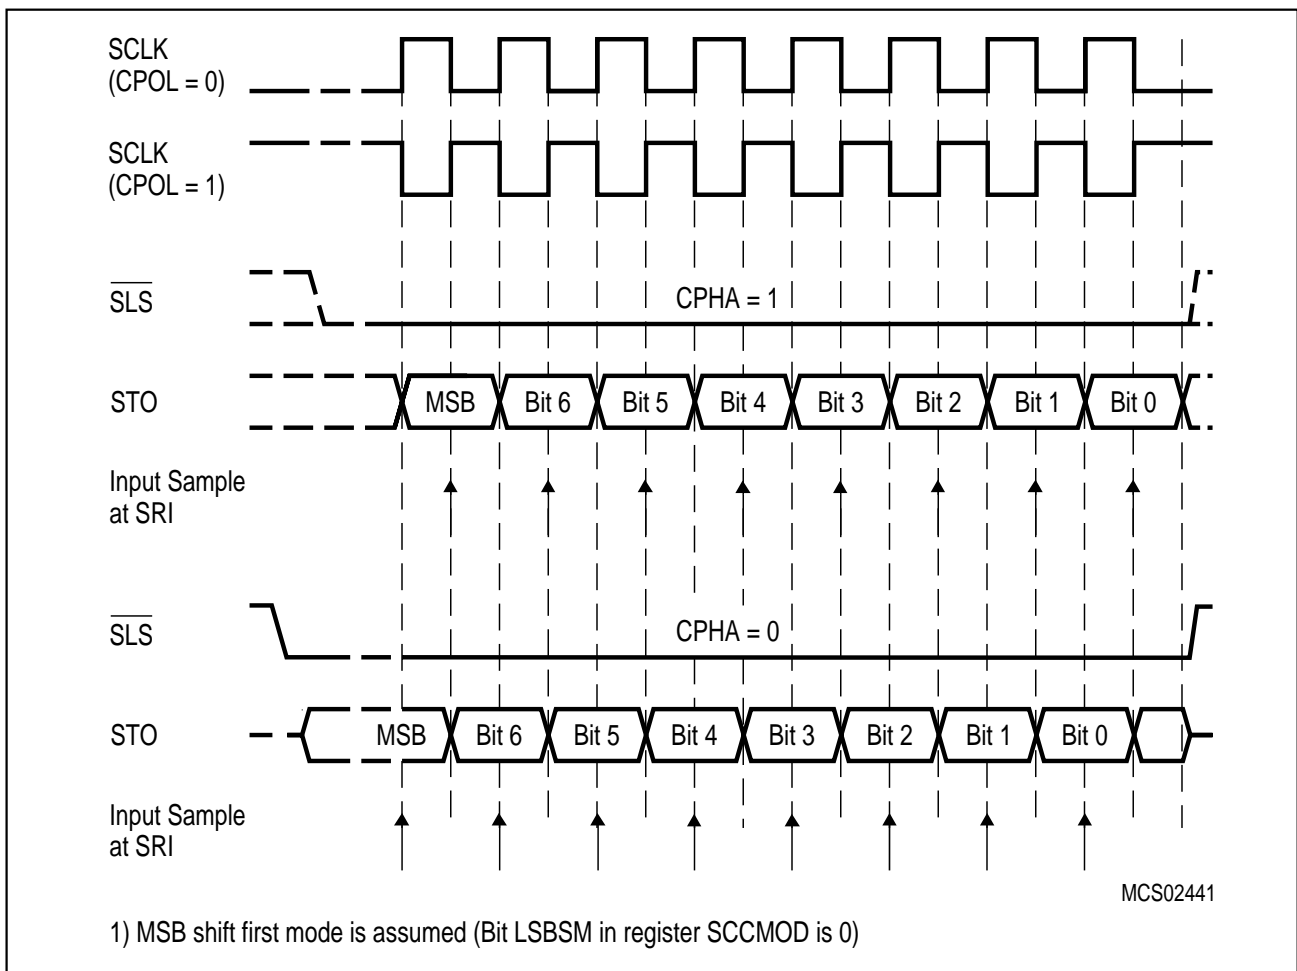 SCLK
(CPOL = 0)
SCLK
(CPOL = 1)
SLS
CPHA = 1
STO
MSB Bit 6 Bit 5 Bit 4 Bit 3 Bit 2 Bit 1 Bit 0
Input Sample
at SRI
SLS
CPHA = 0
STO
MSB Bit 6 Bit 5 Bit 4 Bit 3 Bit 2 Bit 1 Bit 0
Input Sample
at SRI
MCS02441
1) MSB shift first mode is assumed (Bit LSBSM in register SCCMOD is 0)